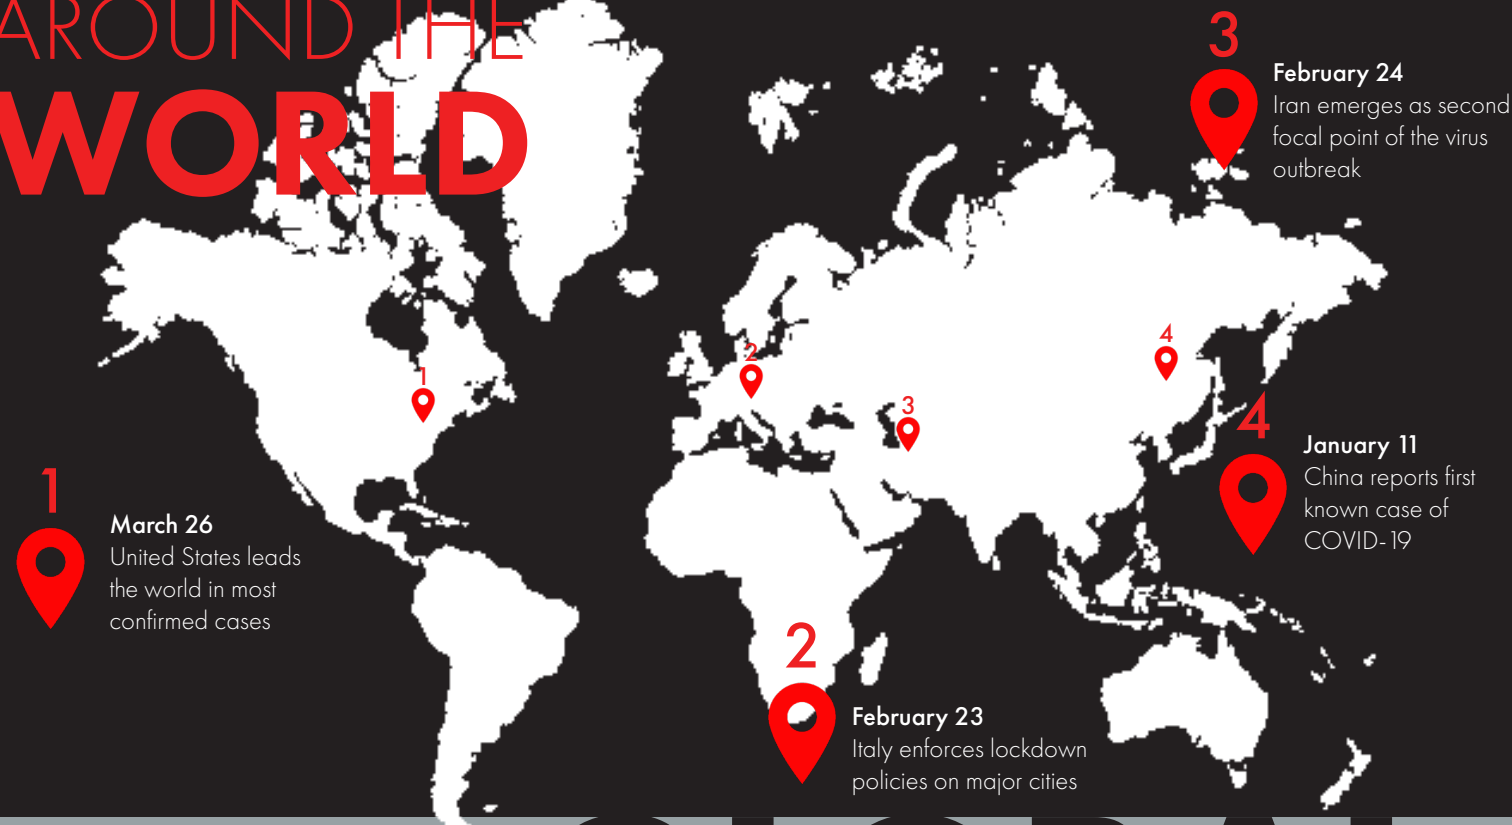 AROUND THE
WORLD
3
February 24
Iran emerges as second
focal point of the virus
outbreak
1
2
3
4
4
January 11
China reports first
known case of
COVID-19
1
March 26
United States leads
the world in most
confirmed cases
2
February 23
Italy enforces lockdown
policies on major cities